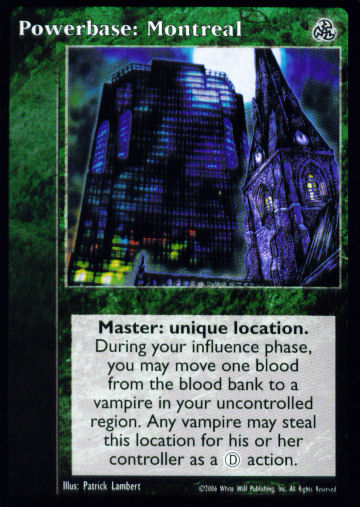 Powerbase: Montreal
Master: unique location.
During your influence phase,
you may move one blood
from the blood bank to a
vampire in your uncontrolled
region. Any vampire may steal
this location for his or her
controller as a Ⓓ action.
Illus: Patrick Lambert
©2006 White Wolf Publishing, Inc. All Rights Reserved.